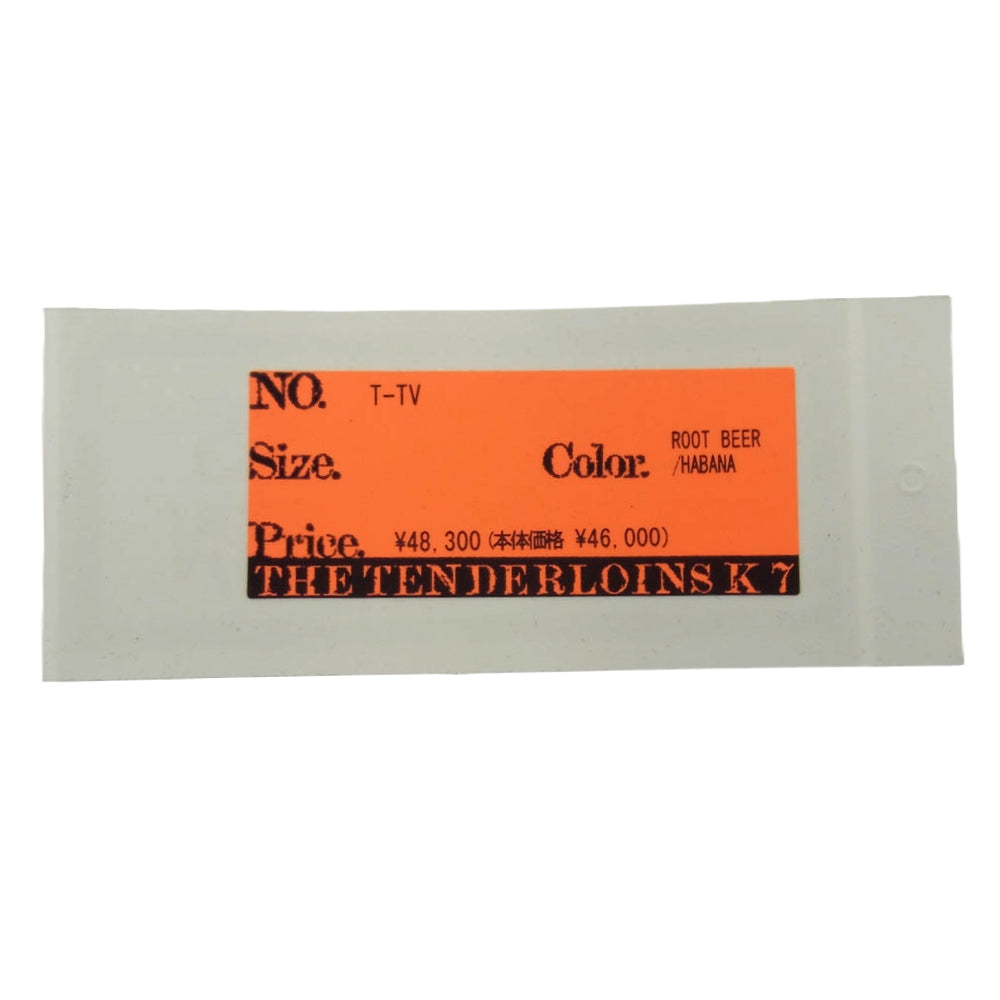 NO. T-TV
Size. Color. ROOT BEER
/HABANA
Price. ¥48,300(本体価格 ¥46,000)
THE TENDERLOINS K 7